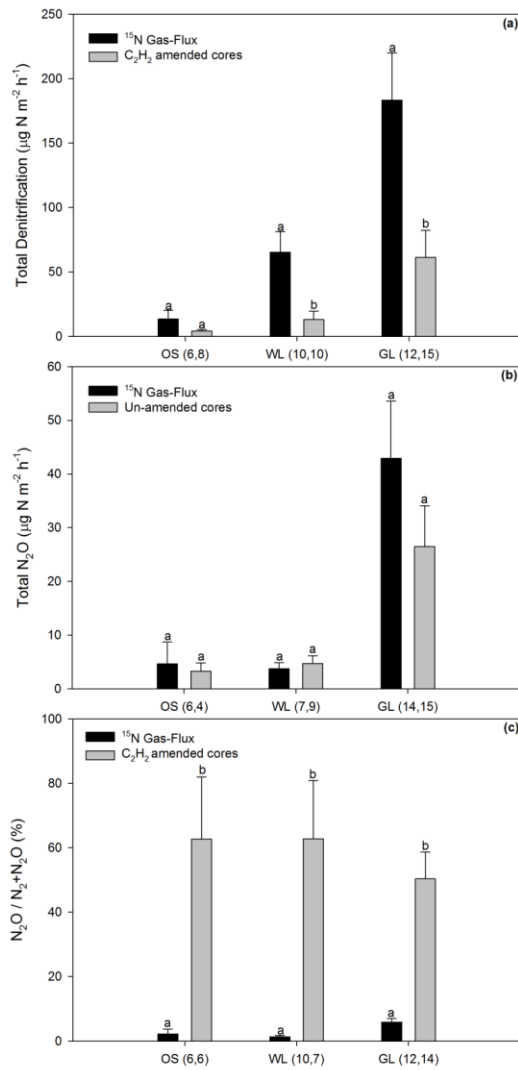 (a)
¹⁵N Gas-Flux
C₂H₂ amended cores
Total Denitrification (µg N m⁻² h⁻¹)
250
200
150
100
50
0
a
a
a
b
a
b
OS (6,8)
WL (10,10)
GL (12,15)
(b)
¹⁵N Gas-Flux
Un-amended cores
Total N₂O (µg N m⁻² h⁻¹)
60
50
40
30
20
10
0
a
a
a
a
a
a
OS (6,4)
WL (7,9)
GL (14,15)
(c)
¹⁵N Gas-Flux
C₂H₂ amended cores
N₂O / N₂+N₂O (%)
100
80
60
40
20
0
a
b
a
b
a
b
OS (6,6)
WL (10,7)
GL (12,14)